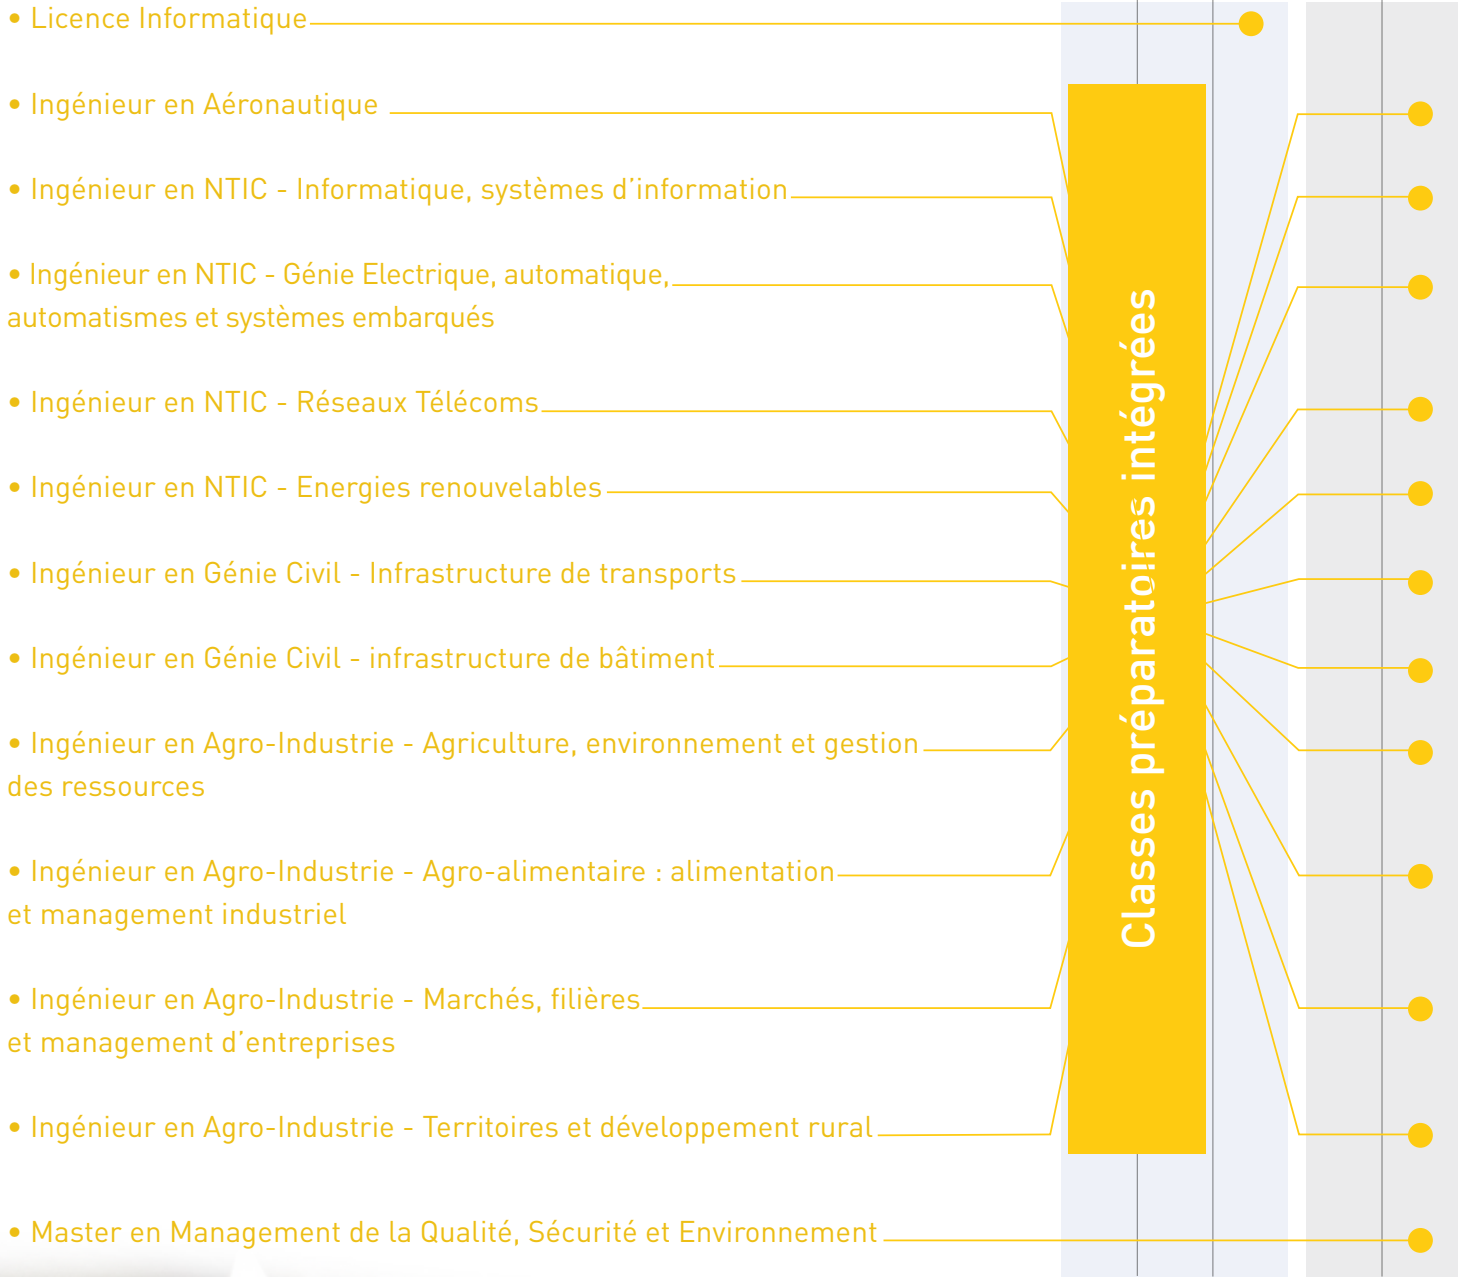 • Licence Informatique
• Ingénieur en Aéronautique
• Ingénieur en NTIC - Informatique, systèmes d'information
• Ingénieur en NTIC - Génie Electrique, automatique,
automatismes et systèmes embarqués
• Ingénieur en NTIC - Réseaux Télécoms
• Ingénieur en NTIC - Energies renouvelables
• Ingénieur en Génie Civil - Infrastructure de transports
• Ingénieur en Génie Civil - infrastructure de bâtiment
• Ingénieur en Agro-Industrie - Agriculture, environnement et gestion
des ressources
• Ingénieur en Agro-Industrie - Agro-alimentaire : alimentation
et management industriel
• Ingénieur en Agro-Industrie - Marchés, filières
et management d'entreprises
• Ingénieur en Agro-Industrie - Territoires et développement rural
• Master en Management de la Qualité, Sécurité et Environnement
Classes préparatoires intégrées